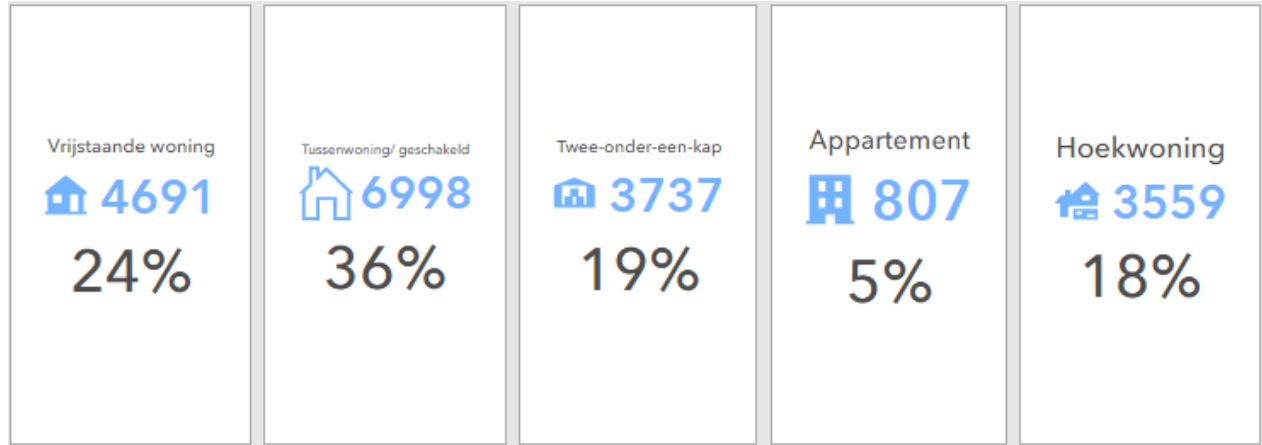 Vrijstaande woning
4691
24%
Tussenwoning/ geschakeld
6998
36%
Twee-onder-een-kap
3737
19%
Appartement
807
5%
Hoekwoning
3559
18%